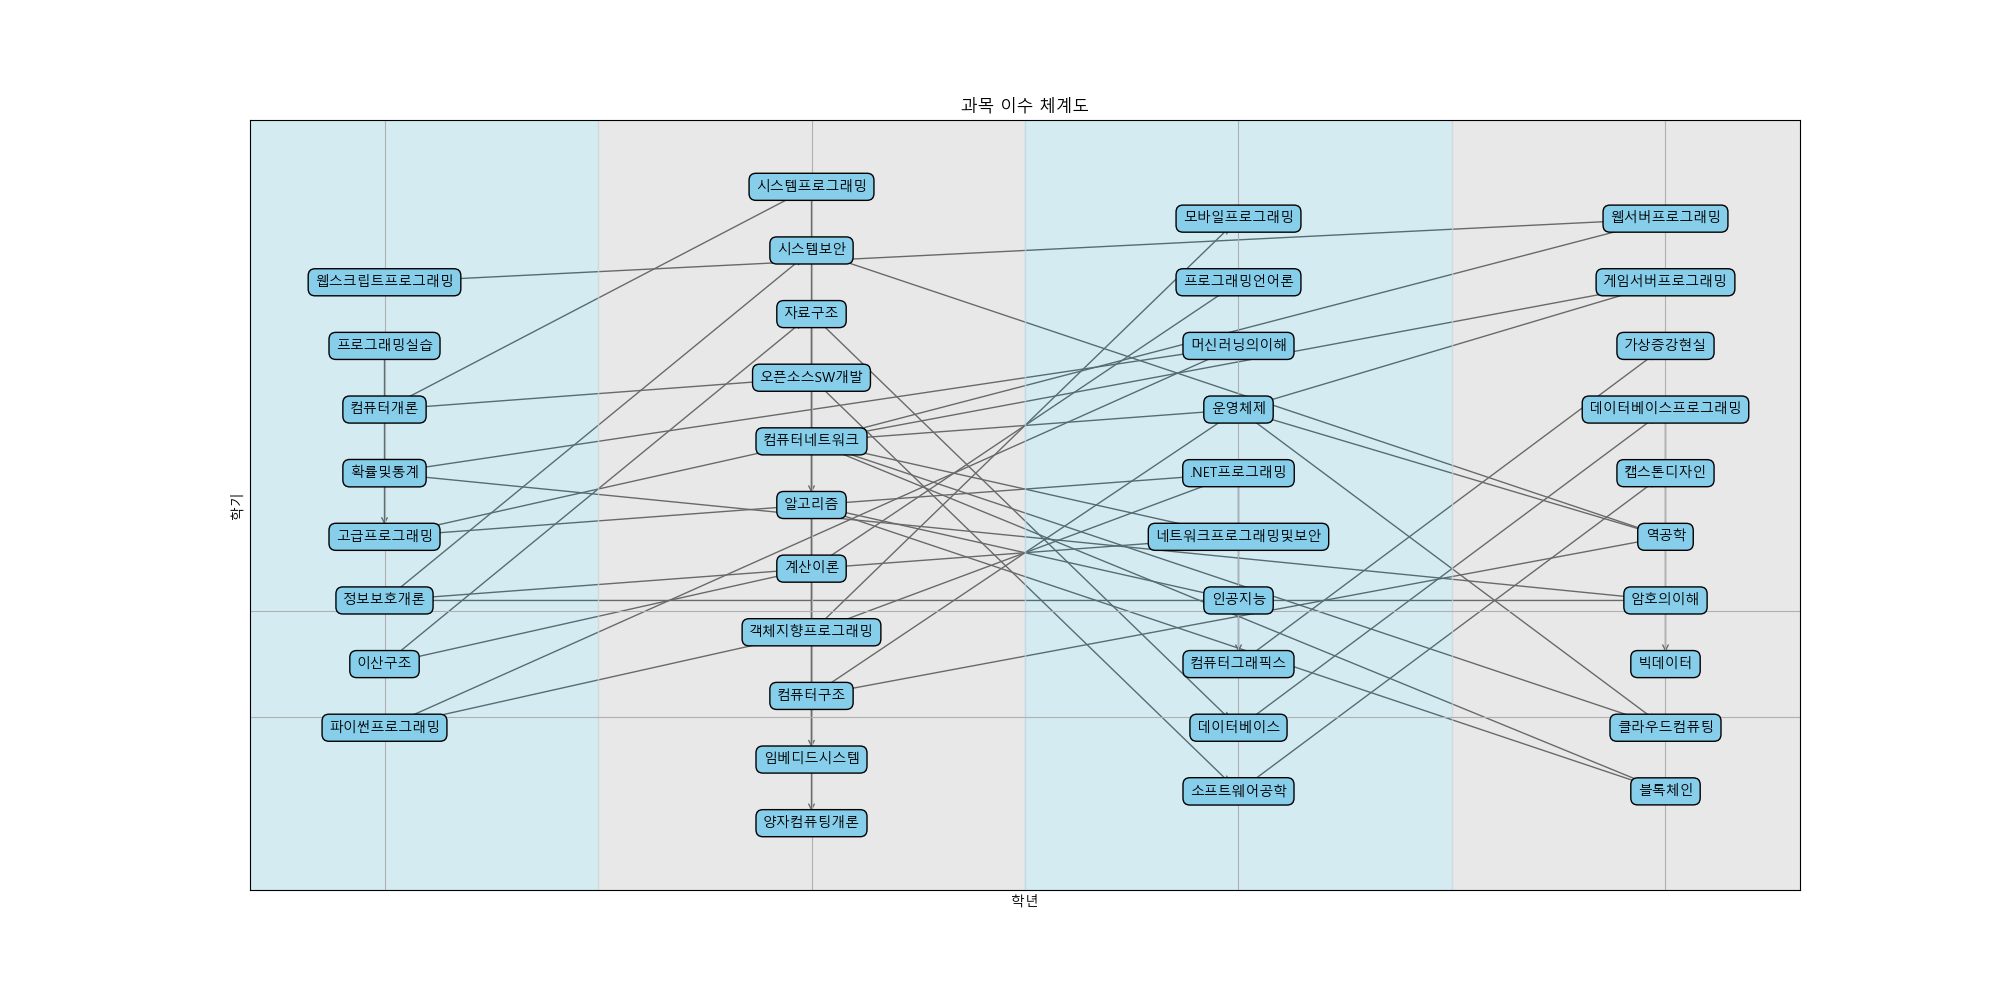 과목 이수 체계도
시스템프로그래밍
모바일프로그래밍
웹서버프로그래밍
시스템보안
웹스크립트프로그래밍
프로그래밍언어론
게임서버프로그래밍
자료구조
프로그래밍실습
머신러닝의이해
가상증강현실
오픈소스SW개발
컴퓨터개론
운영체제
데이터베이스프로그래밍
컴퓨터네트워크
확률및통계
.NET프로그래밍
캡스톤디자인
알고리즘
고급프로그래밍
네트워크프로그래밍및보안
역공학
계산이론
정보보호개론
인공지능
암호의이해
객체지향프로그래밍
이산구조
컴퓨터그래픽스
빅데이터
컴퓨터구조
파이썬프로그래밍
데이터베이스
클라우드컴퓨팅
임베디드시스템
소프트웨어공학
블록체인
양자컴퓨팅개론
학기
학년